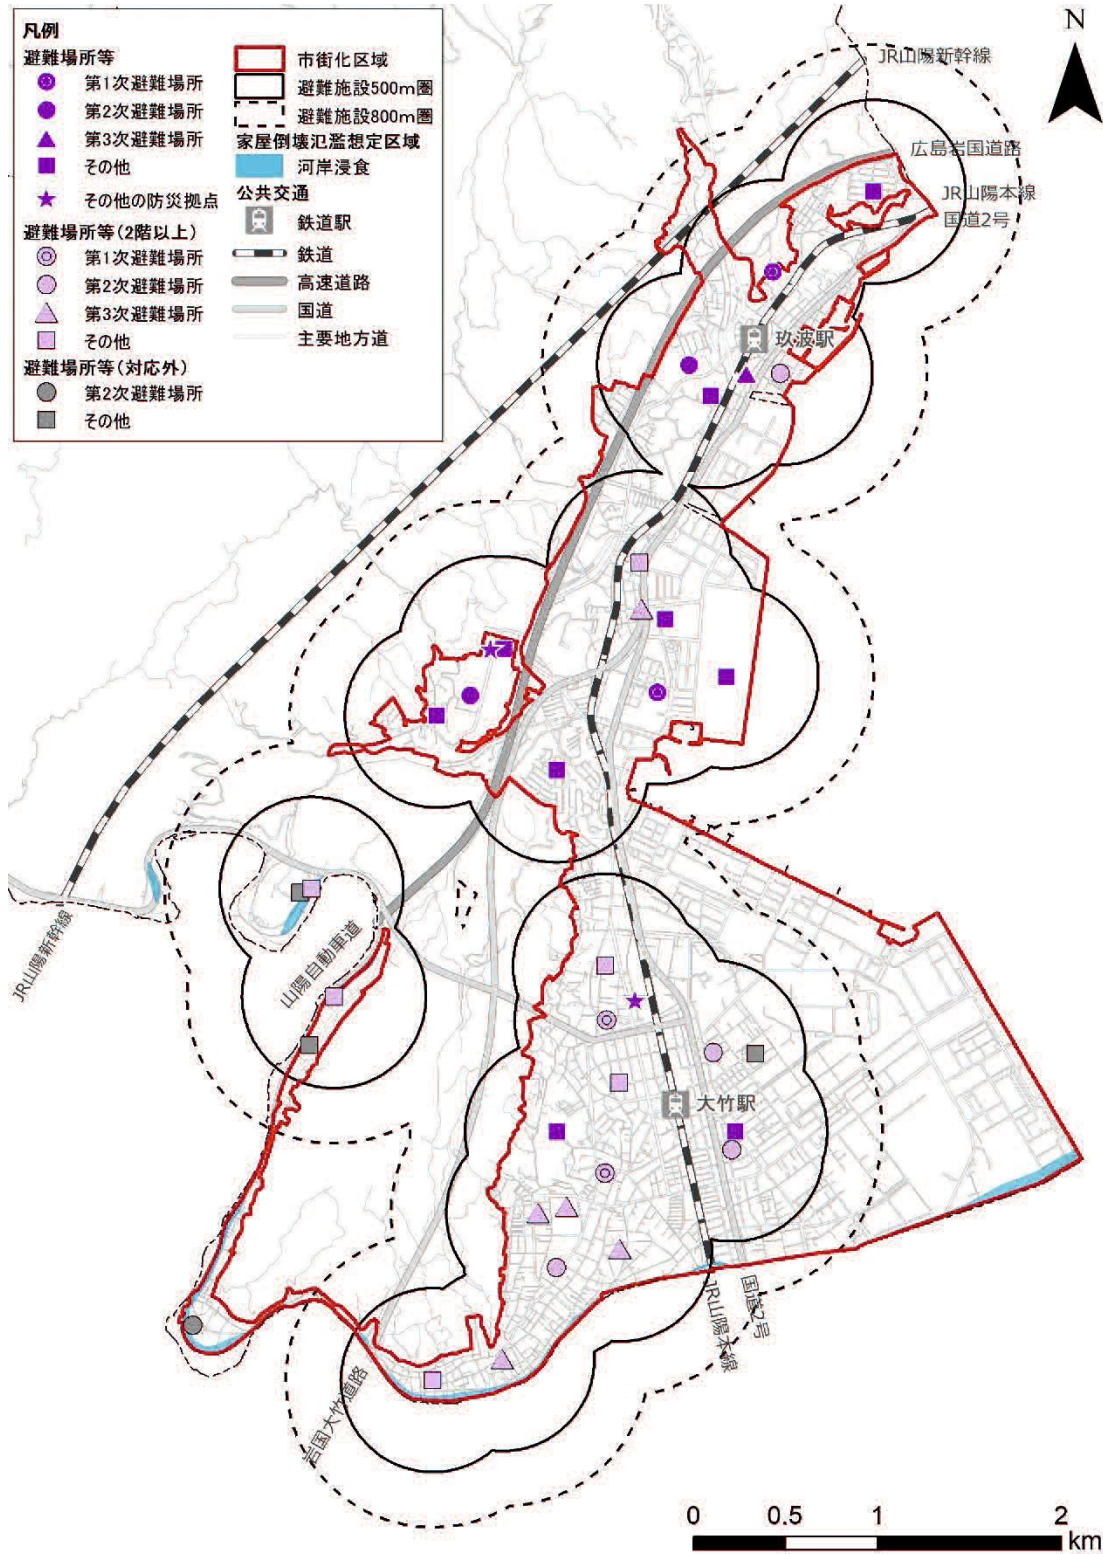 凡例
避難場所等
第1次避難場所
第2次避難場所
第3次避難場所
その他
その他の防災拠点
避難場所等(2階以上)
第1次避難場所
第2次避難場所
第3次避難場所
その他
避難場所等(対応外)
第2次避難場所
その他
市街化区域
避難施設500m圏
避難施設800m圏
家屋倒壊氾濫想定区域
河岸浸食
公共交通
鉄道駅
鉄道
高速道路
国道
主要地方道
N
JR山陽新幹線
広島岩国道路
JR山陽本線
国道2号
玖波駅
JR山陽新幹線
山陽自動車道
大竹駅
国道2号
JR山陽本線
岩国大竹道路
0 0.5 1 2
km